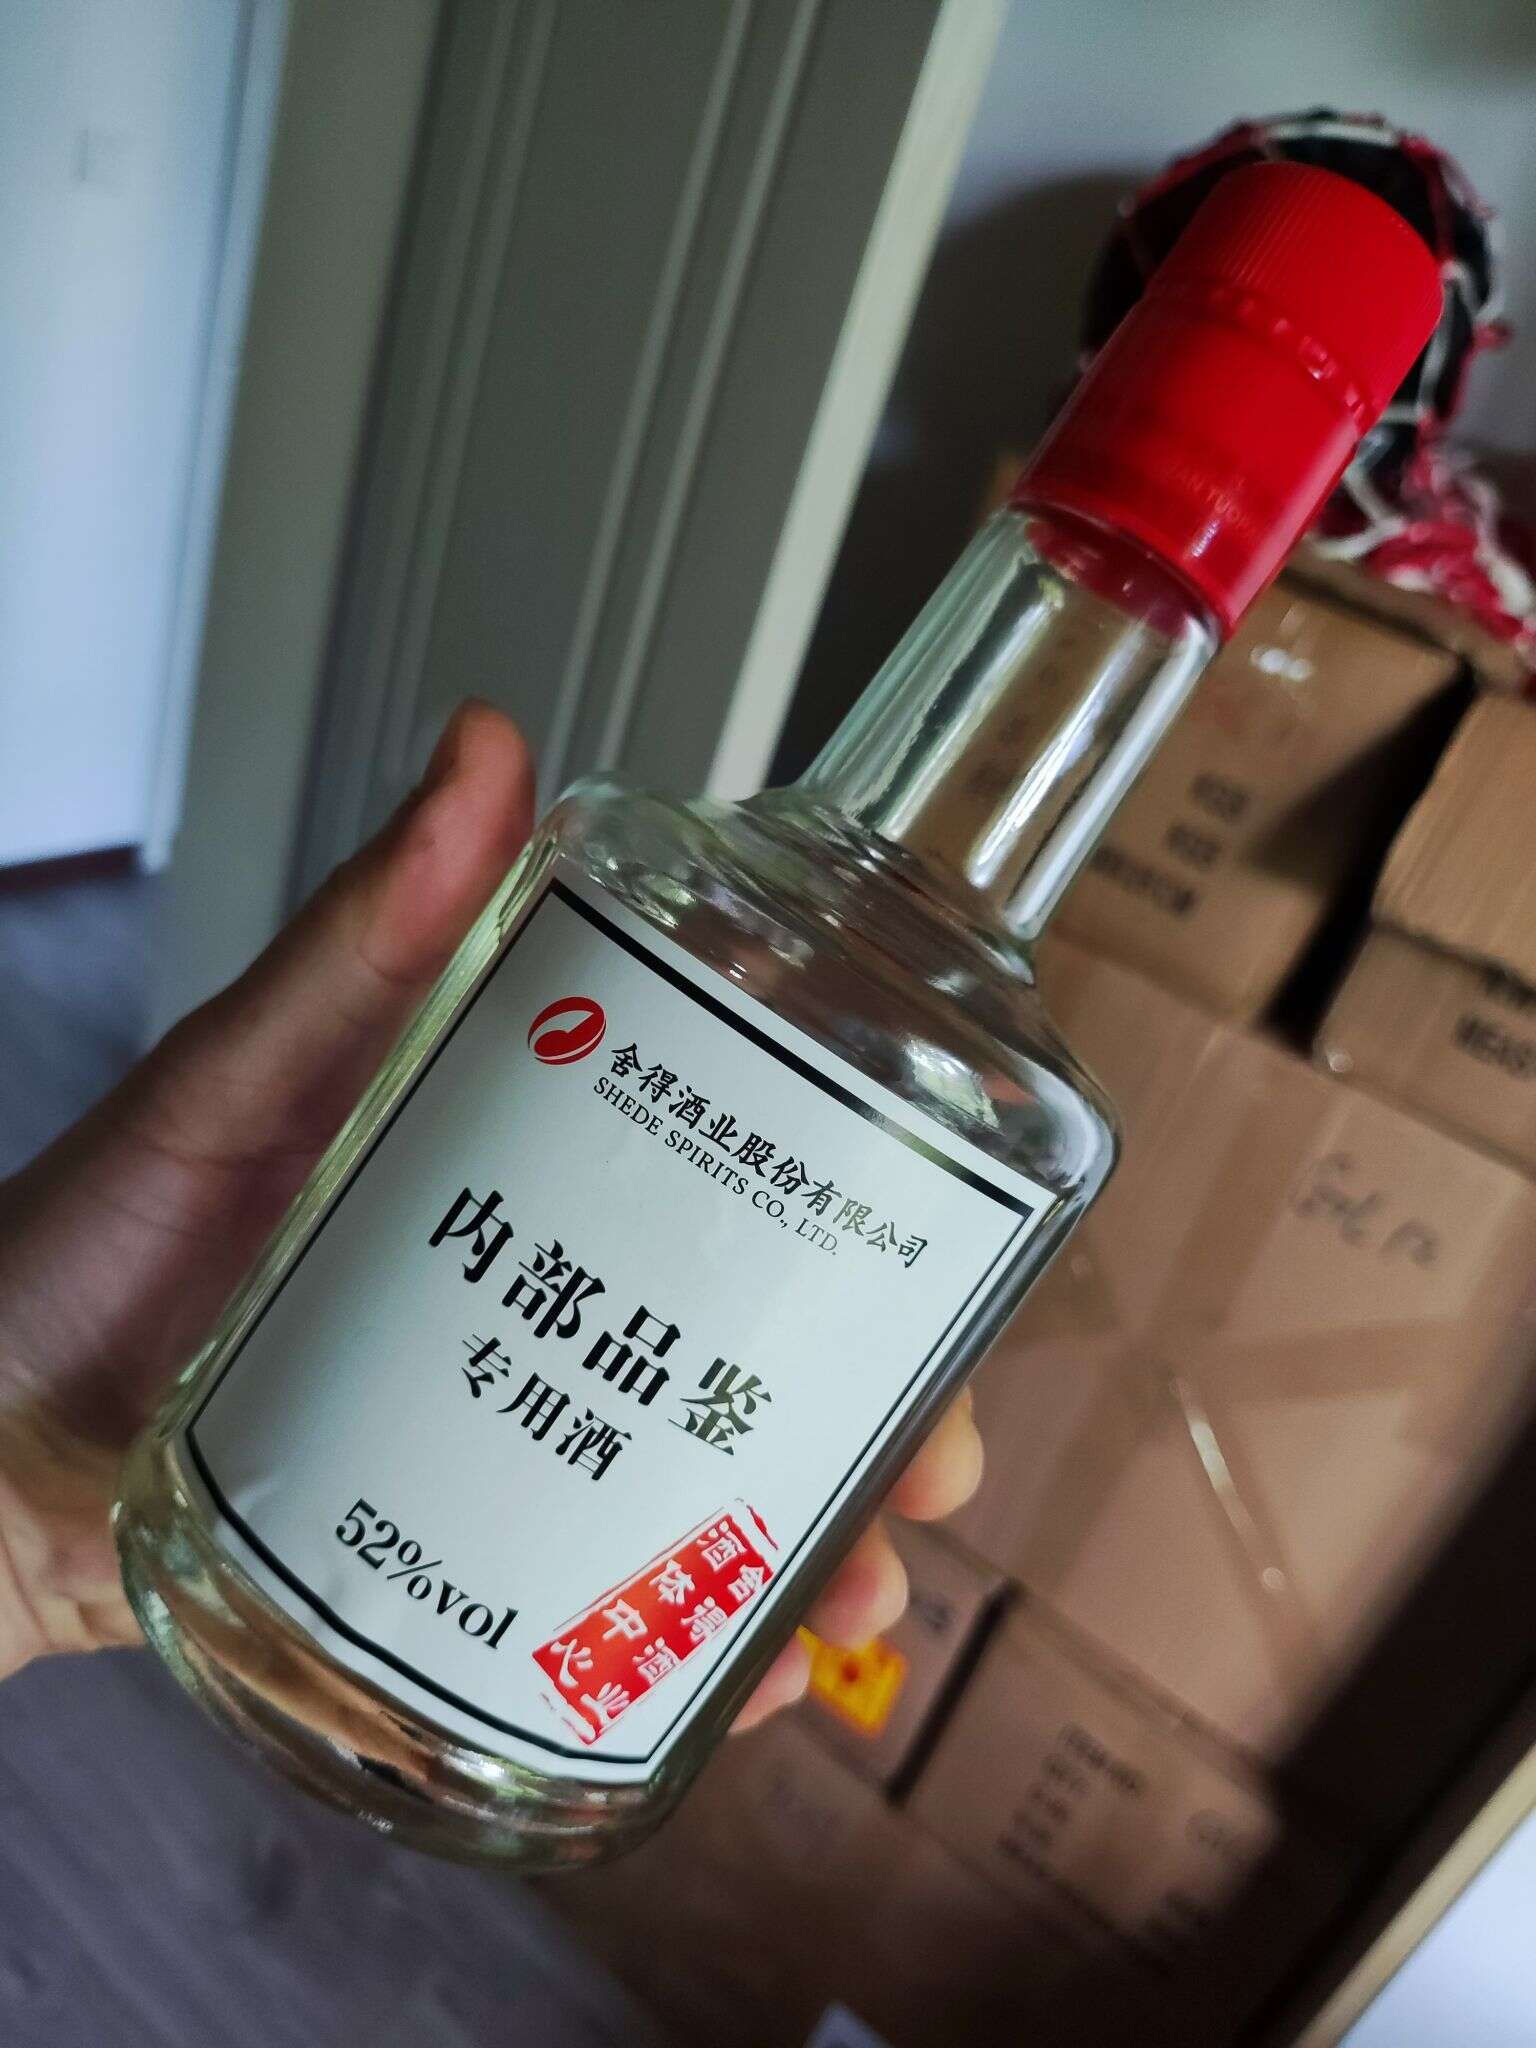 舍得酒业股份有限公司
SHEDE SPIRITS CO., LTD.
内部品鉴
专用酒
52%vol
舍得酒业
酒体中心